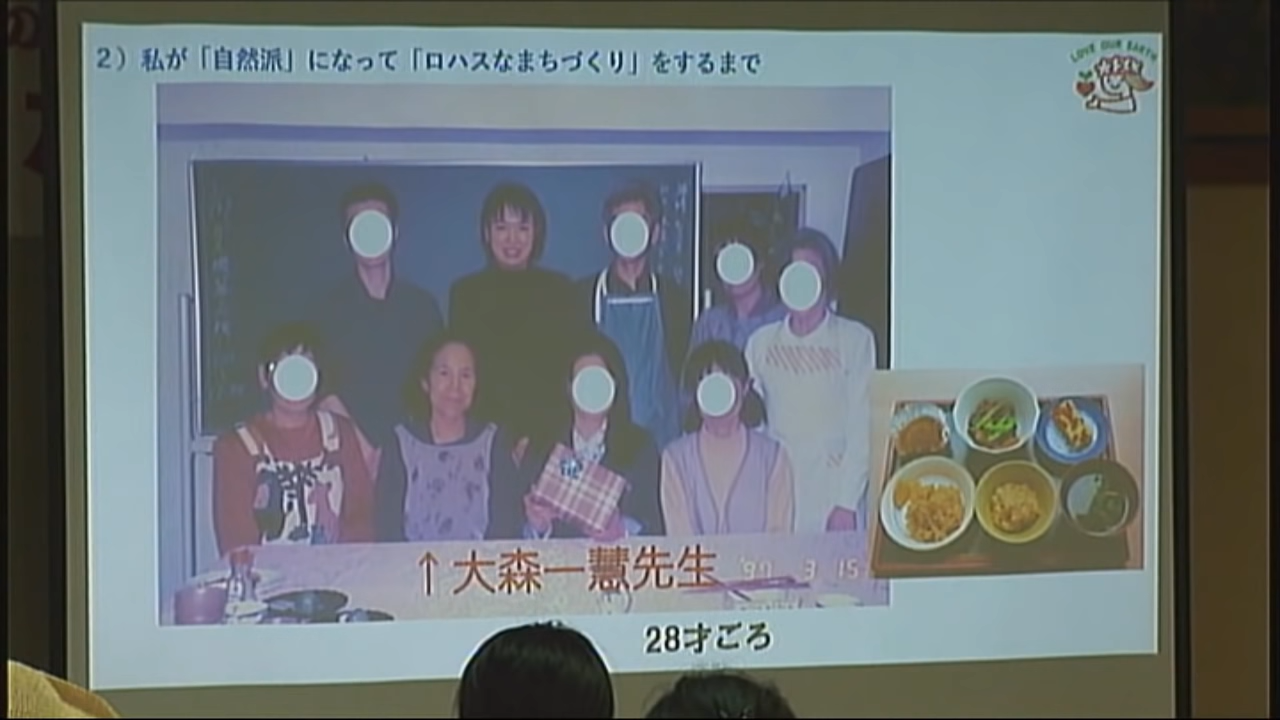 2）私が「自然派」になって「ロハスなまちづくり」をするまで
LOVE OUR EARTH
↑大森一慧先生
'97 3 15
28才ごろ